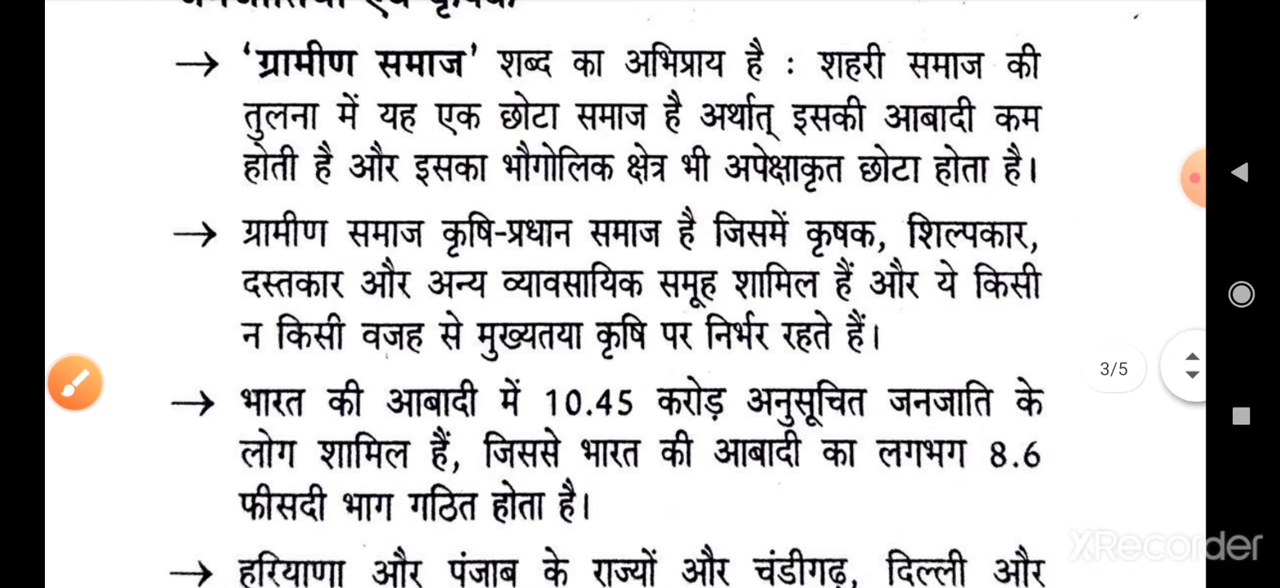 जनजातियाँ एवं कृषक
→ 'ग्रामीण समाज' शब्द का अभिप्राय है : शहरी समाज की
तुलना में यह एक छोटा समाज है अर्थात् इसकी आबादी कम
होती है और इसका भौगोलिक क्षेत्र भी अपेक्षाकृत छोटा होता है।
→ ग्रामीण समाज कृषि-प्रधान समाज है जिसमें कृषक, शिल्पकार,
दस्तकार और अन्य व्यावसायिक समूह शामिल हैं और ये किसी
न किसी वजह से मुख्यतया कृषि पर निर्भर रहते हैं।
→ भारत की आबादी में 10.45 करोड़ अनुसूचित जनजाति के
लोग शामिल हैं, जिससे भारत की आबादी का लगभग 8.6
फीसदी भाग गठित होता है।
→ हरियाणा और पंजाब के राज्यों और चंडीगढ़, दिल्ली और
3/5
XRecorder